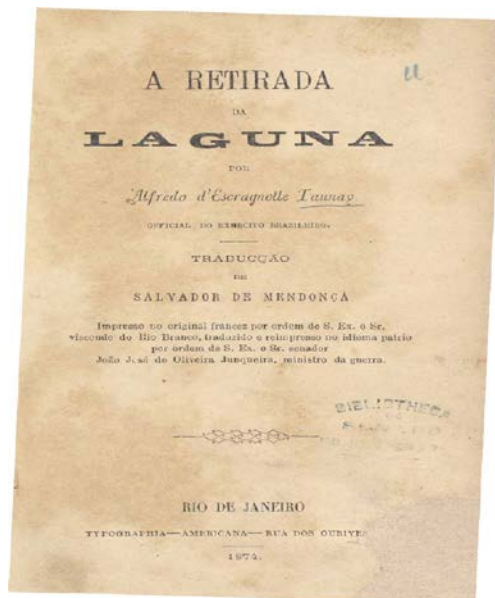 A RETIRADA
DA
LAGUNA
POR
Alfredo d'Escragnolle Taunay
OFFICIAL DO EXERCITO BRAZILEIRO.
TRADUCÇÃO
DE
SALVADOR DE MENDONÇA
Impresso no original francez por ordem de S. Ex. o Sr.
visconde do Rio Branco, traduzido e reimpresso no idioma patrio
por ordem de S. Ex. o Sr. senador
João José de Oliveira Junqueira, ministro da guerra.
BIBLIOTHECA
RIO DE JANEIRO
TYPOGRAPHIA—AMERICANA—RUA DOS OURIVES
1874.